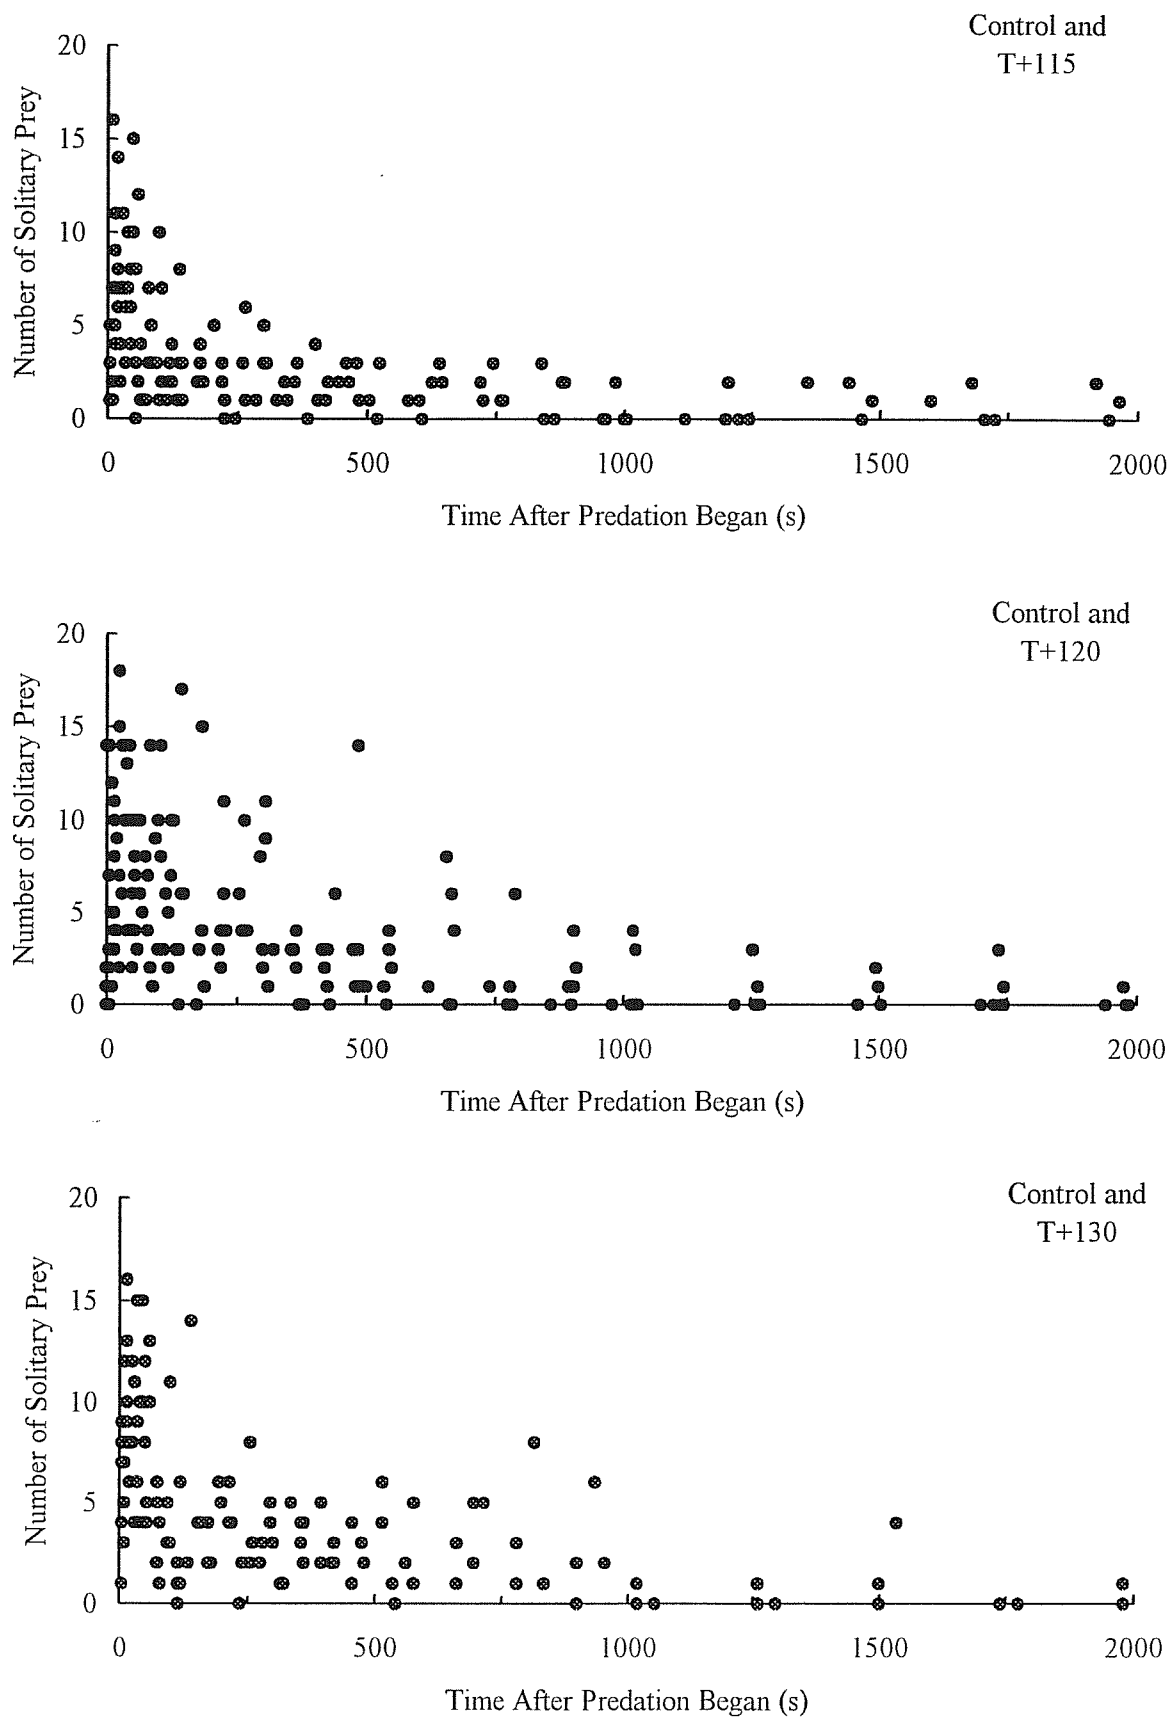 Control and
T+115
20
15
10
5
0
Number of Solitary Prey
0 500 1000 1500 2000
Time After Predation Began (s)
Control and
T+120
20
15
10
5
0
Number of Solitary Prey
0 500 1000 1500 2000
Time After Predation Began (s)
Control and
T+130
20
15
10
5
0
Number of Solitary Prey
0 500 1000 1500 2000
Time After Predation Began (s)